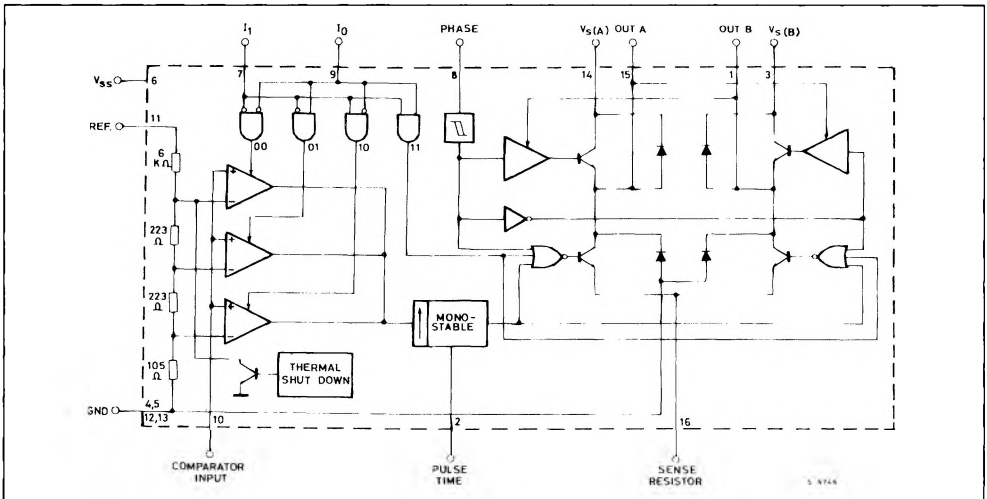 I1 I0 PHASE VS(A) OUT A OUT B VS(B)
VSS 6 7 9 8 14 15 1 3
REF. 11
6 KΩ
00 01 10 11
+
−
223 Ω
+
−
223 Ω
+
−
MONO-STABLE
105 Ω
THERMAL
SHUT DOWN
GND 4,5
12,13 10 2 16
COMPARATOR
INPUT
PULSE
TIME
SENSE
RESISTOR